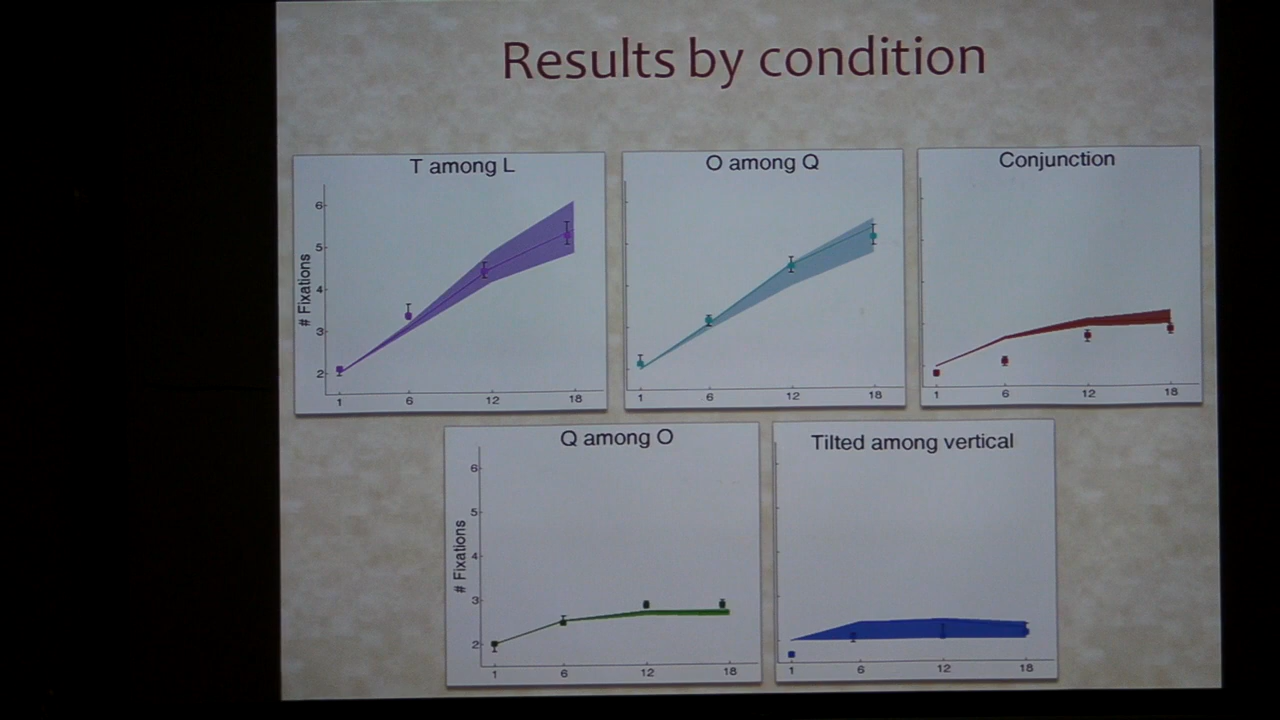 Results by condition
T among L
O among Q
Conjunction
# Fixations
6
5
4
3
2
1 6 12 18
1 6 12 18
1 6 12 18
Q among O
Tilted among vertical
# Fixations
6
5
4
3
2
1 6 12 18
1 6 12 18